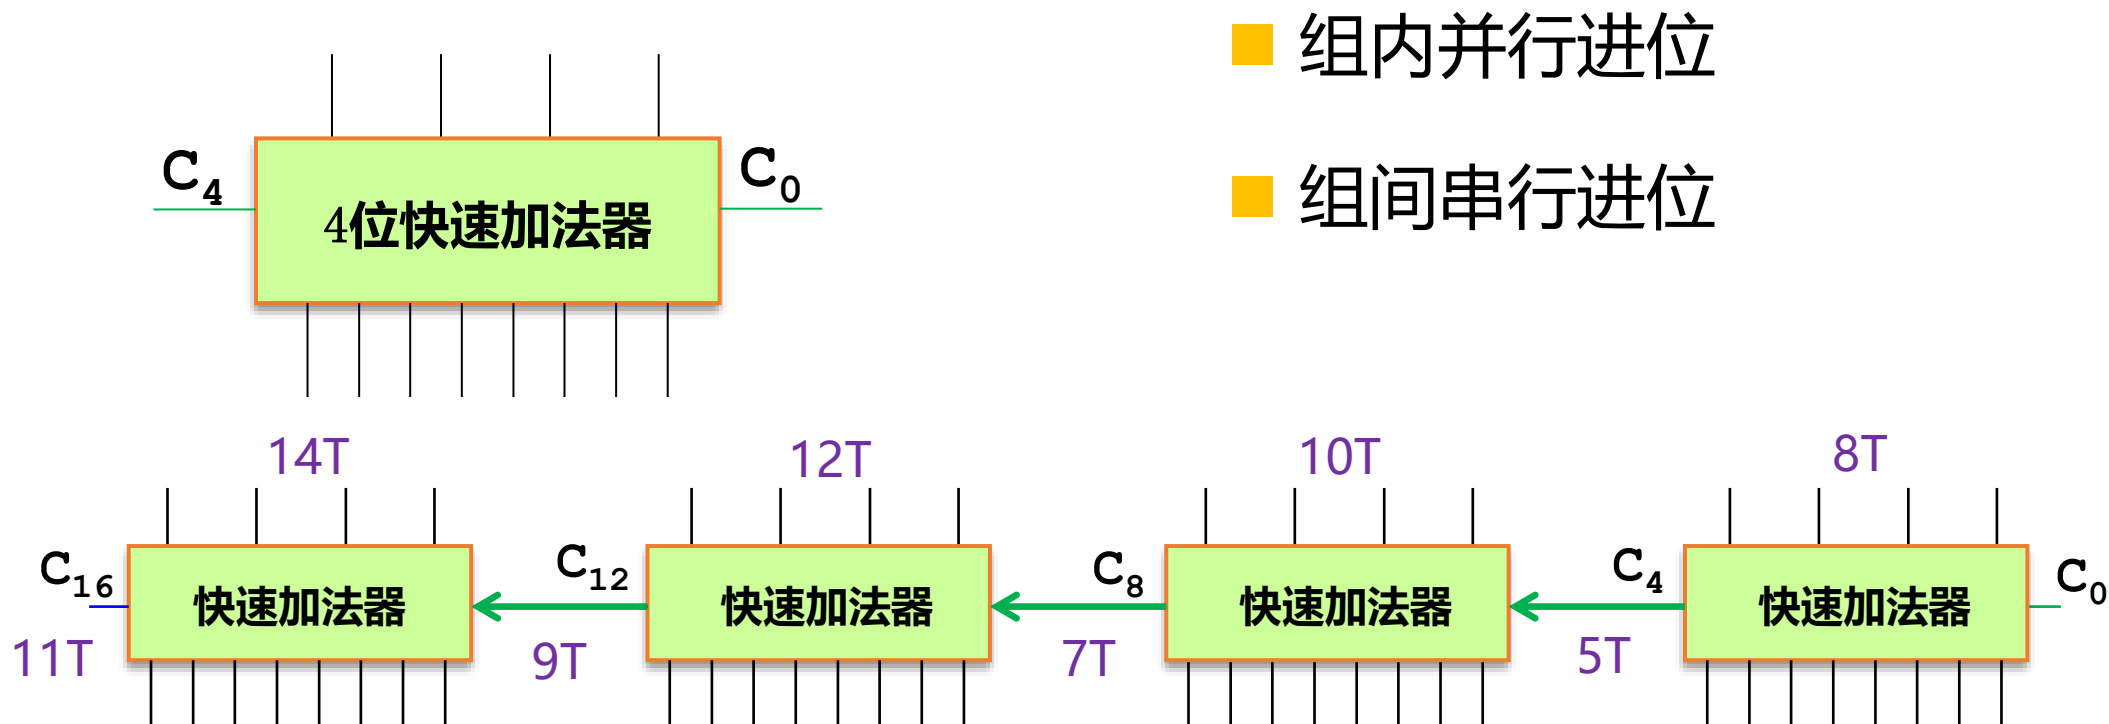 组内并行进位
组间串行进位
C4
C0
4位快速加法器
14T
12T
10T
8T
C16
快速加法器
C12
快速加法器
C8
快速加法器
C4
快速加法器
C0
11T
9T
7T
5T